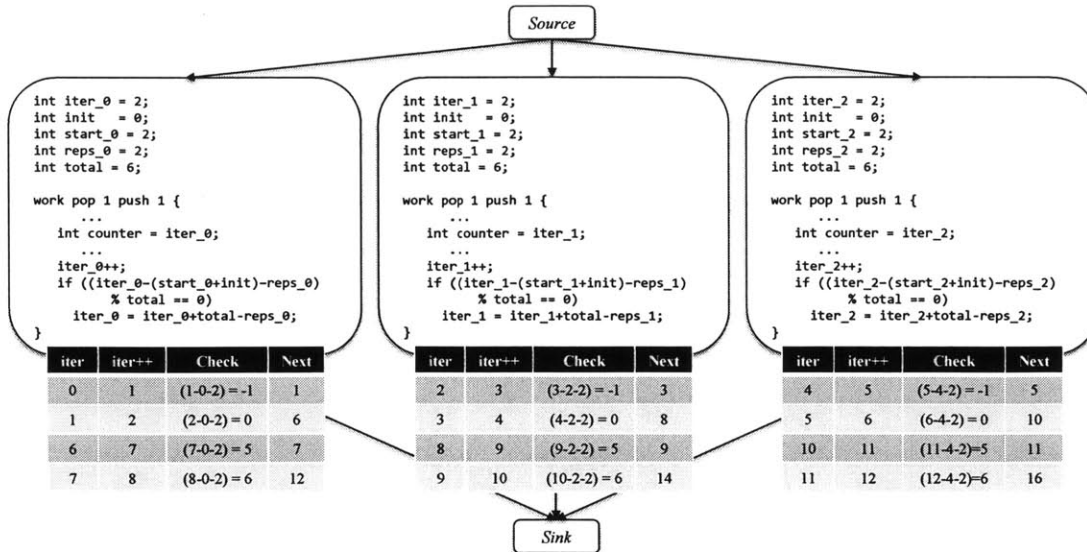 Source
int iter_0 = 2;
int init   = 0;
int start_0 = 2;
int reps_0 = 2;
int total = 6;
work pop 1 push 1 {
...
int counter = iter_0;
...
iter_0++;
if ((iter_0-(start_0+init)-reps_0)
% total == 0)
iter_0 = iter_0+total-reps_0;
}
iter iter++ Check Next
0 1 (1-0-2) = -1 1
1 2 (2-0-2) = 0 6
6 7 (7-0-2) = 5 7
7 8 (8-0-2) = 6 12
int iter_1 = 2;
int init   = 0;
int start_1 = 2;
int reps_1 = 2;
int total = 6;
work pop 1 push 1 {
...
int counter = iter_1;
...
iter_1++;
if ((iter_1-(start_1+init)-reps_1)
% total == 0)
iter_1 = iter_1+total-reps_1;
}
iter iter++ Check Next
2 3 (3-2-2) = -1 3
3 4 (4-2-2) = 0 8
8 9 (9-2-2) = 5 9
9 10 (10-2-2) = 6 14
int iter_2 = 2;
int init   = 0;
int start_2 = 2;
int reps_2 = 2;
int total = 6;
work pop 1 push 1 {
...
int counter = iter_2;
...
iter_2++;
if ((iter_2-(start_2+init)-reps_2)
% total == 0)
iter_2 = iter_2+total-reps_2;
}
iter iter++ Check Next
4 5 (5-4-2) = -1 5
5 6 (6-4-2) = 0 10
10 11 (11-4-2)=5 11
11 12 (12-4-2)=6 16
Sink